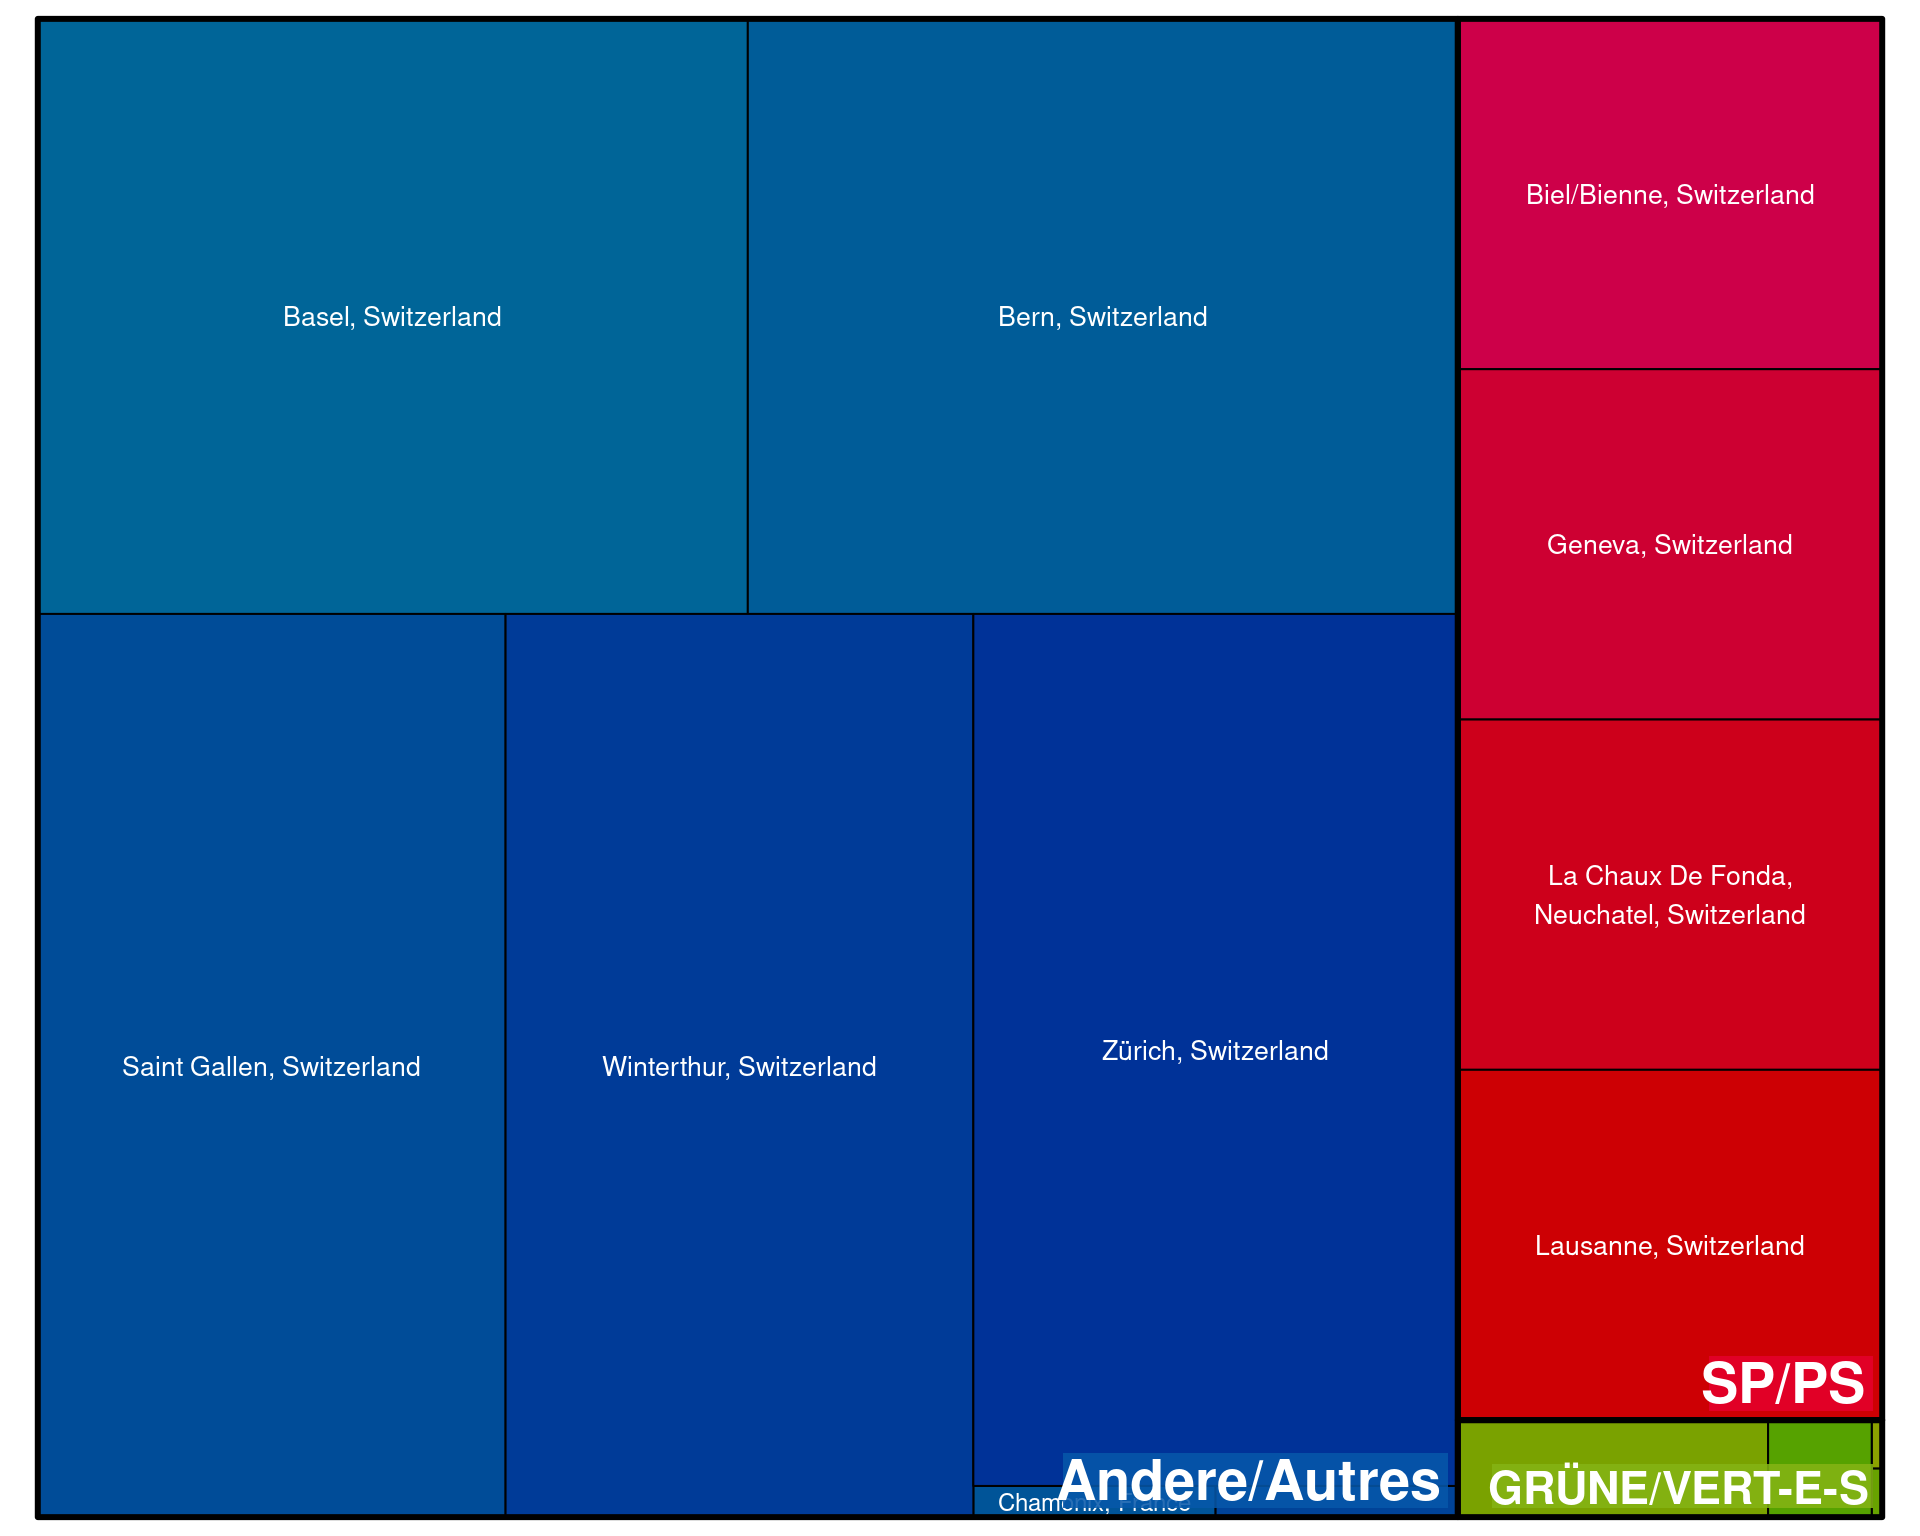 Basel, Switzerland
Bern, Switzerland
Biel/Bienne, Switzerland
Geneva, Switzerland
La Chaux De Fonda,
Neuchatel, Switzerland
Saint Gallen, Switzerland
Winterthur, Switzerland
Zürich, Switzerland
Lausanne, Switzerland
SP/PS
Andere/Autres
GRÜNE/VERT-E-S
Chamonix, France